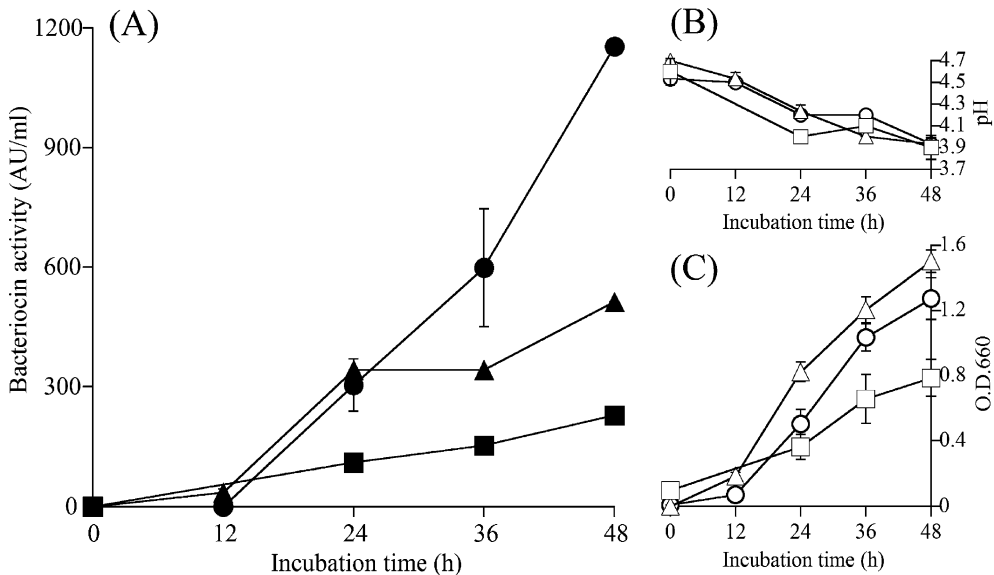 (A)
1200
900
600
300
0
Bacteriocin activity (AU/ml)
0 12 24 36 48
Incubation time (h)
(B)
4.7
4.5
4.3
4.1
3.9
3.7
pH
0 12 24 36 48
Incubation time (h)
(C)
1.6
1.2
0.8
0.4
0
O.D.660
0 12 24 36 48
Incubation time (h)